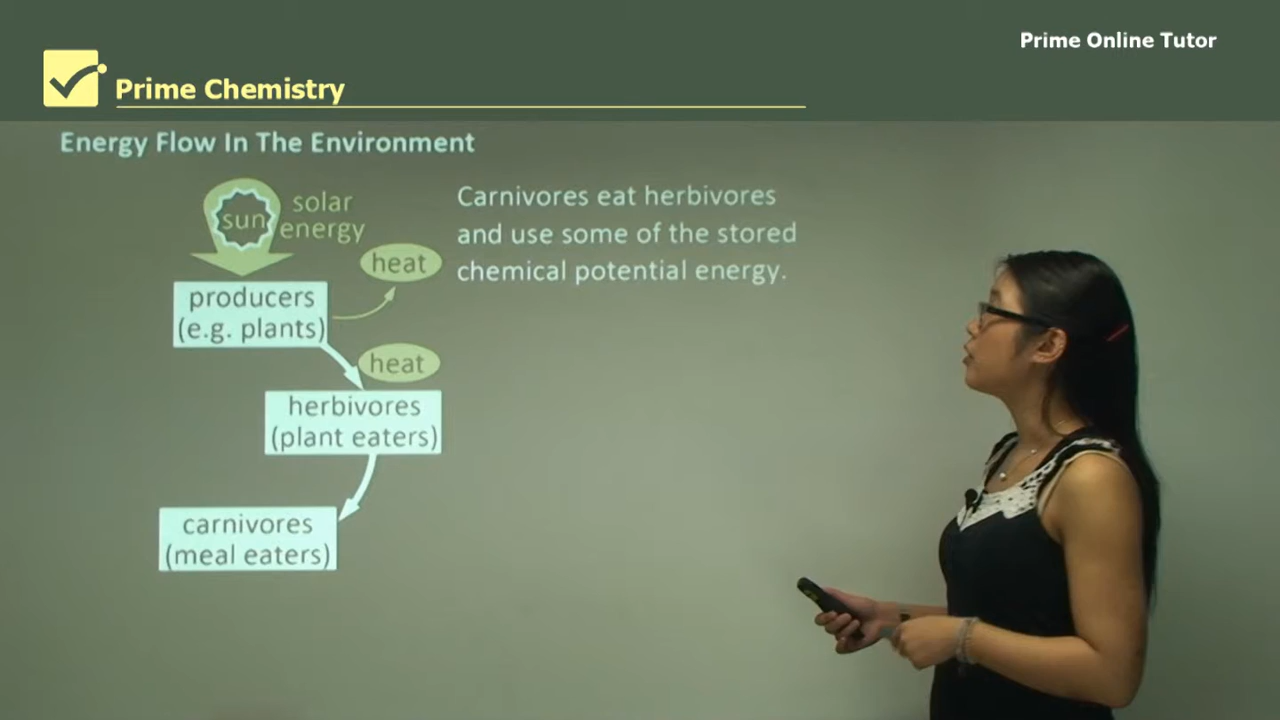 Prime Online Tutor
Prime Chemistry
Energy Flow In The Environment
sun
solar
energy
heat
producers
(e.g. plants)
heat
herbivores
(plant eaters)
carnivores
(meal eaters)
Carnivores eat herbivores
and use some of the stored
chemical potential energy.